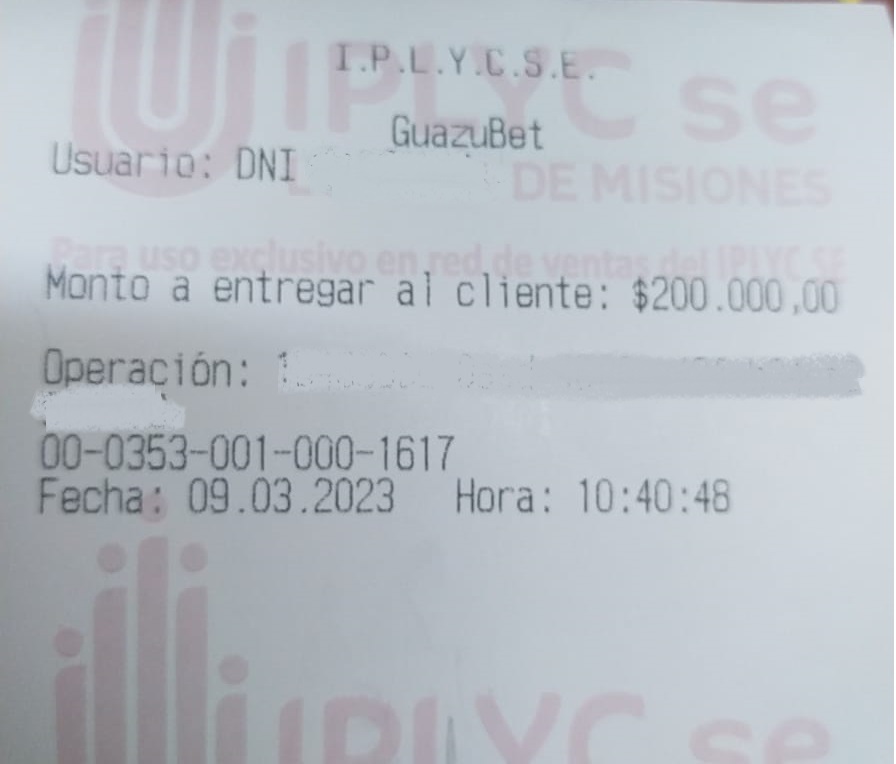 I.P.L.Y.C.S.E.
GuazuBet
Usuario: DNI
Monto a entregar al cliente: $200.000,00
Operación: 1
00-0353-001-000-1617
Fecha: 09.03.2023 Hora: 10:40:48
IPLYC se
DE MISIONES
Para uso exclusivo en red de ventas del IPLYC SE
IPLYC se